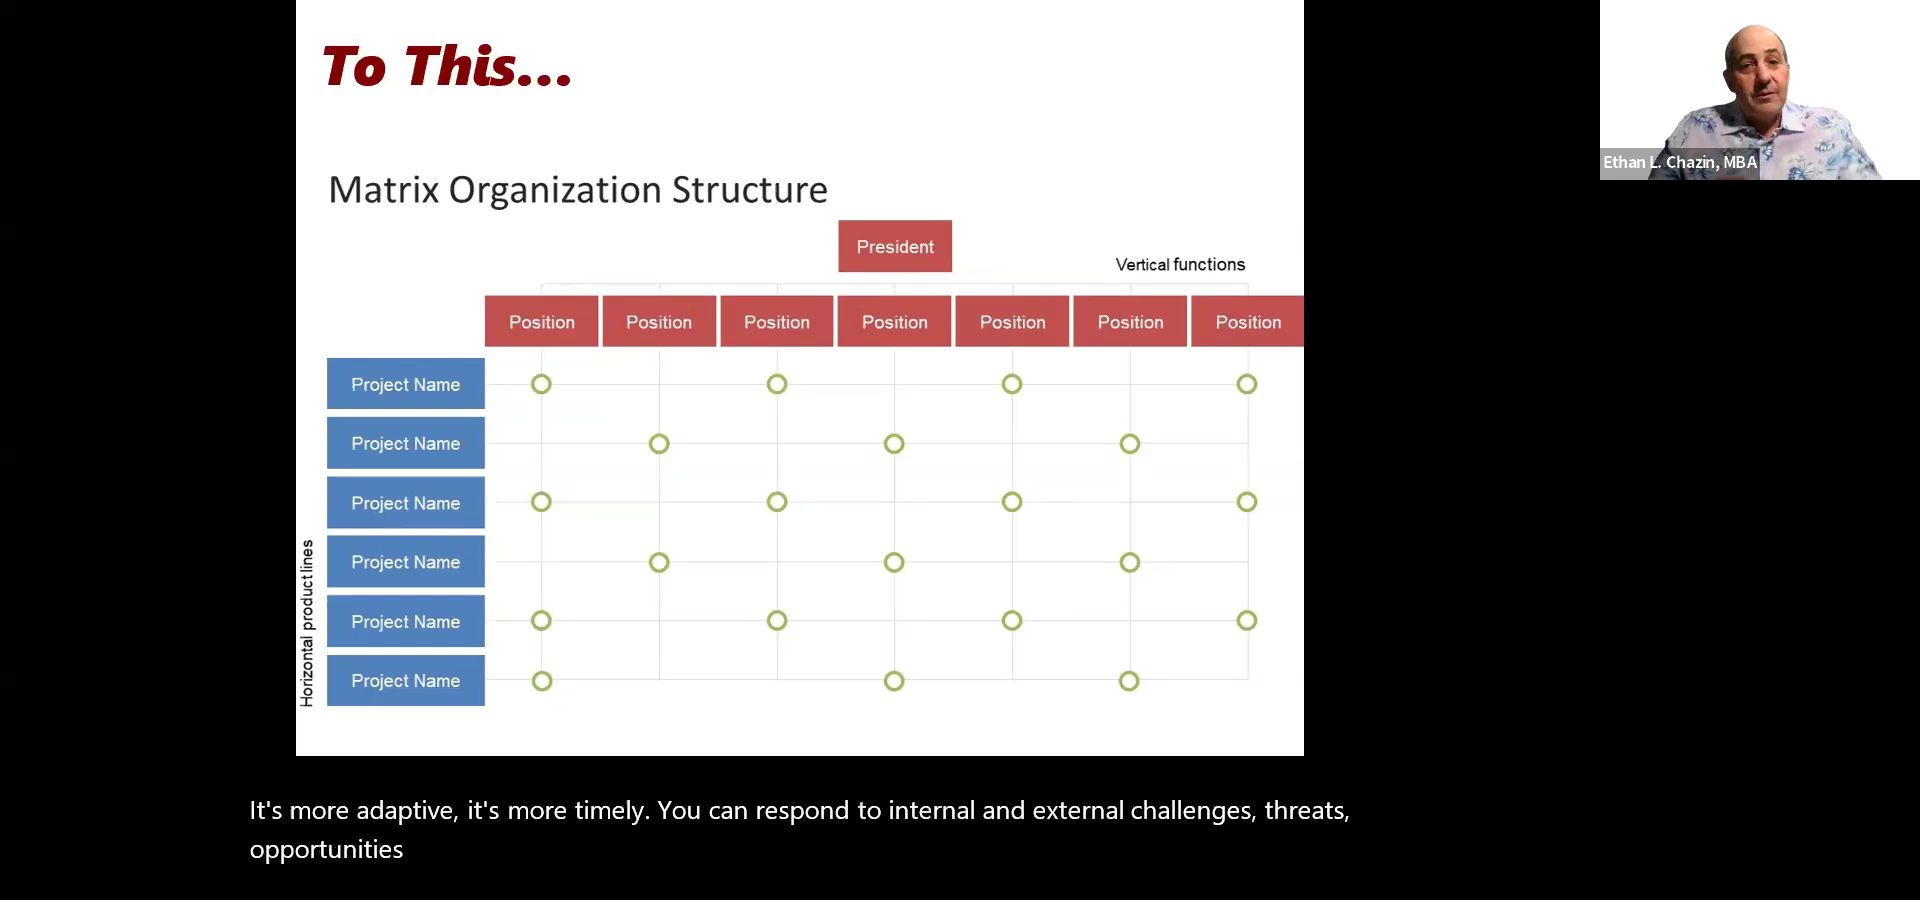 To This...
Ethan L. Chazin, MBA
Matrix Organization Structure
President
Vertical functions
Position Position Position Position Position Position Position
Project Name
Project Name
Project Name
Project Name
Project Name
Project Name
Horizontal product lines
It's more adaptive, it's more timely. You can respond to internal and external challenges, threats,
opportunities